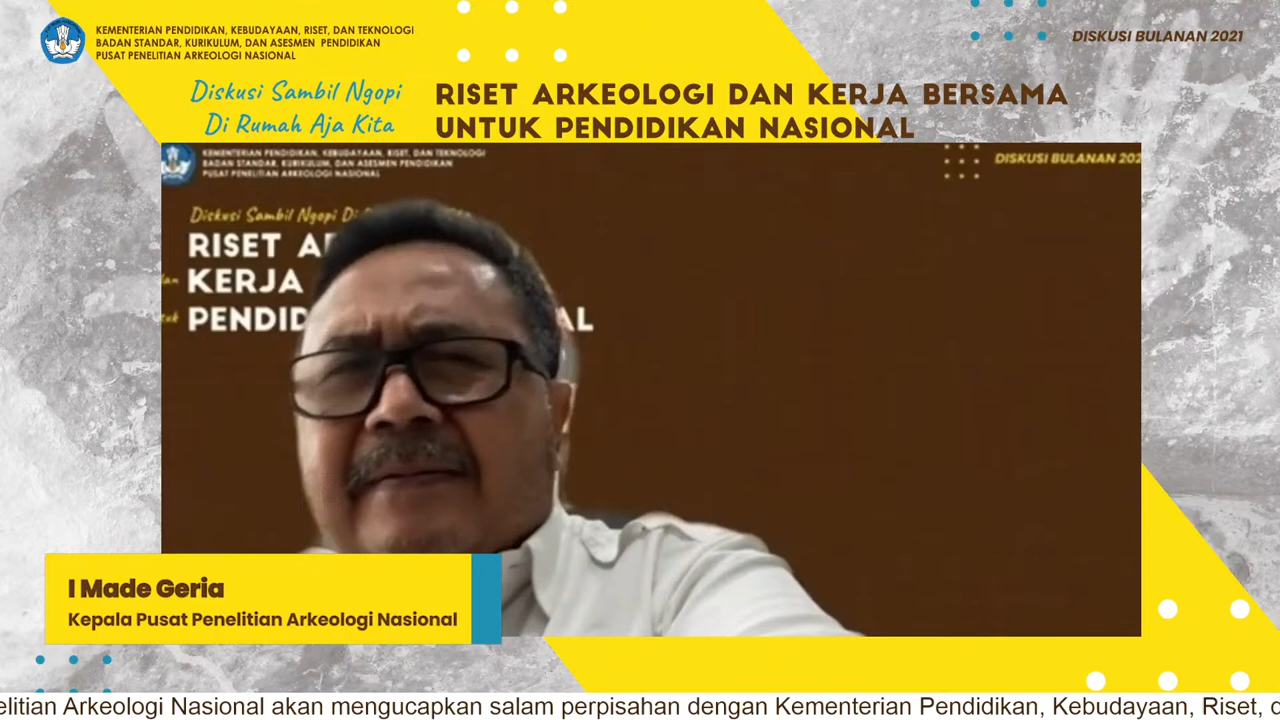 KEMENTERIAN PENDIDIKAN, KEBUDAYAAN, RISET, DAN TEKNOLOGI
BADAN STANDAR, KURIKULUM, DAN ASESMEN PENDIDIKAN
PUSAT PENELITIAN ARKEOLOGI NASIONAL
DISKUSI BULANAN 2021
Diskusi Sambil Ngopi
Di Rumah Aja Kita
RISET ARKEOLOGI DAN KERJA BERSAMA
UNTUK PENDIDIKAN NASIONAL
KEMENTERIAN PENDIDIKAN, KEBUDAYAAN, RISET, DAN TEKNOLOGI
BADAN STANDAR, KURIKULUM, DAN ASESMEN PENDIDIKAN
PUSAT PENELITIAN ARKEOLOGI NASIONAL
DISKUSI BULANAN 202
Diskusi Sambil Ngopi Di
RISET A
KERJA
PENDID AL
I Made Geria
Kepala Pusat Penelitian Arkeologi Nasional
elitian Arkeologi Nasional akan mengucapkan salam perpisahan dengan Kementerian Pendidikan, Kebudayaan, Riset,